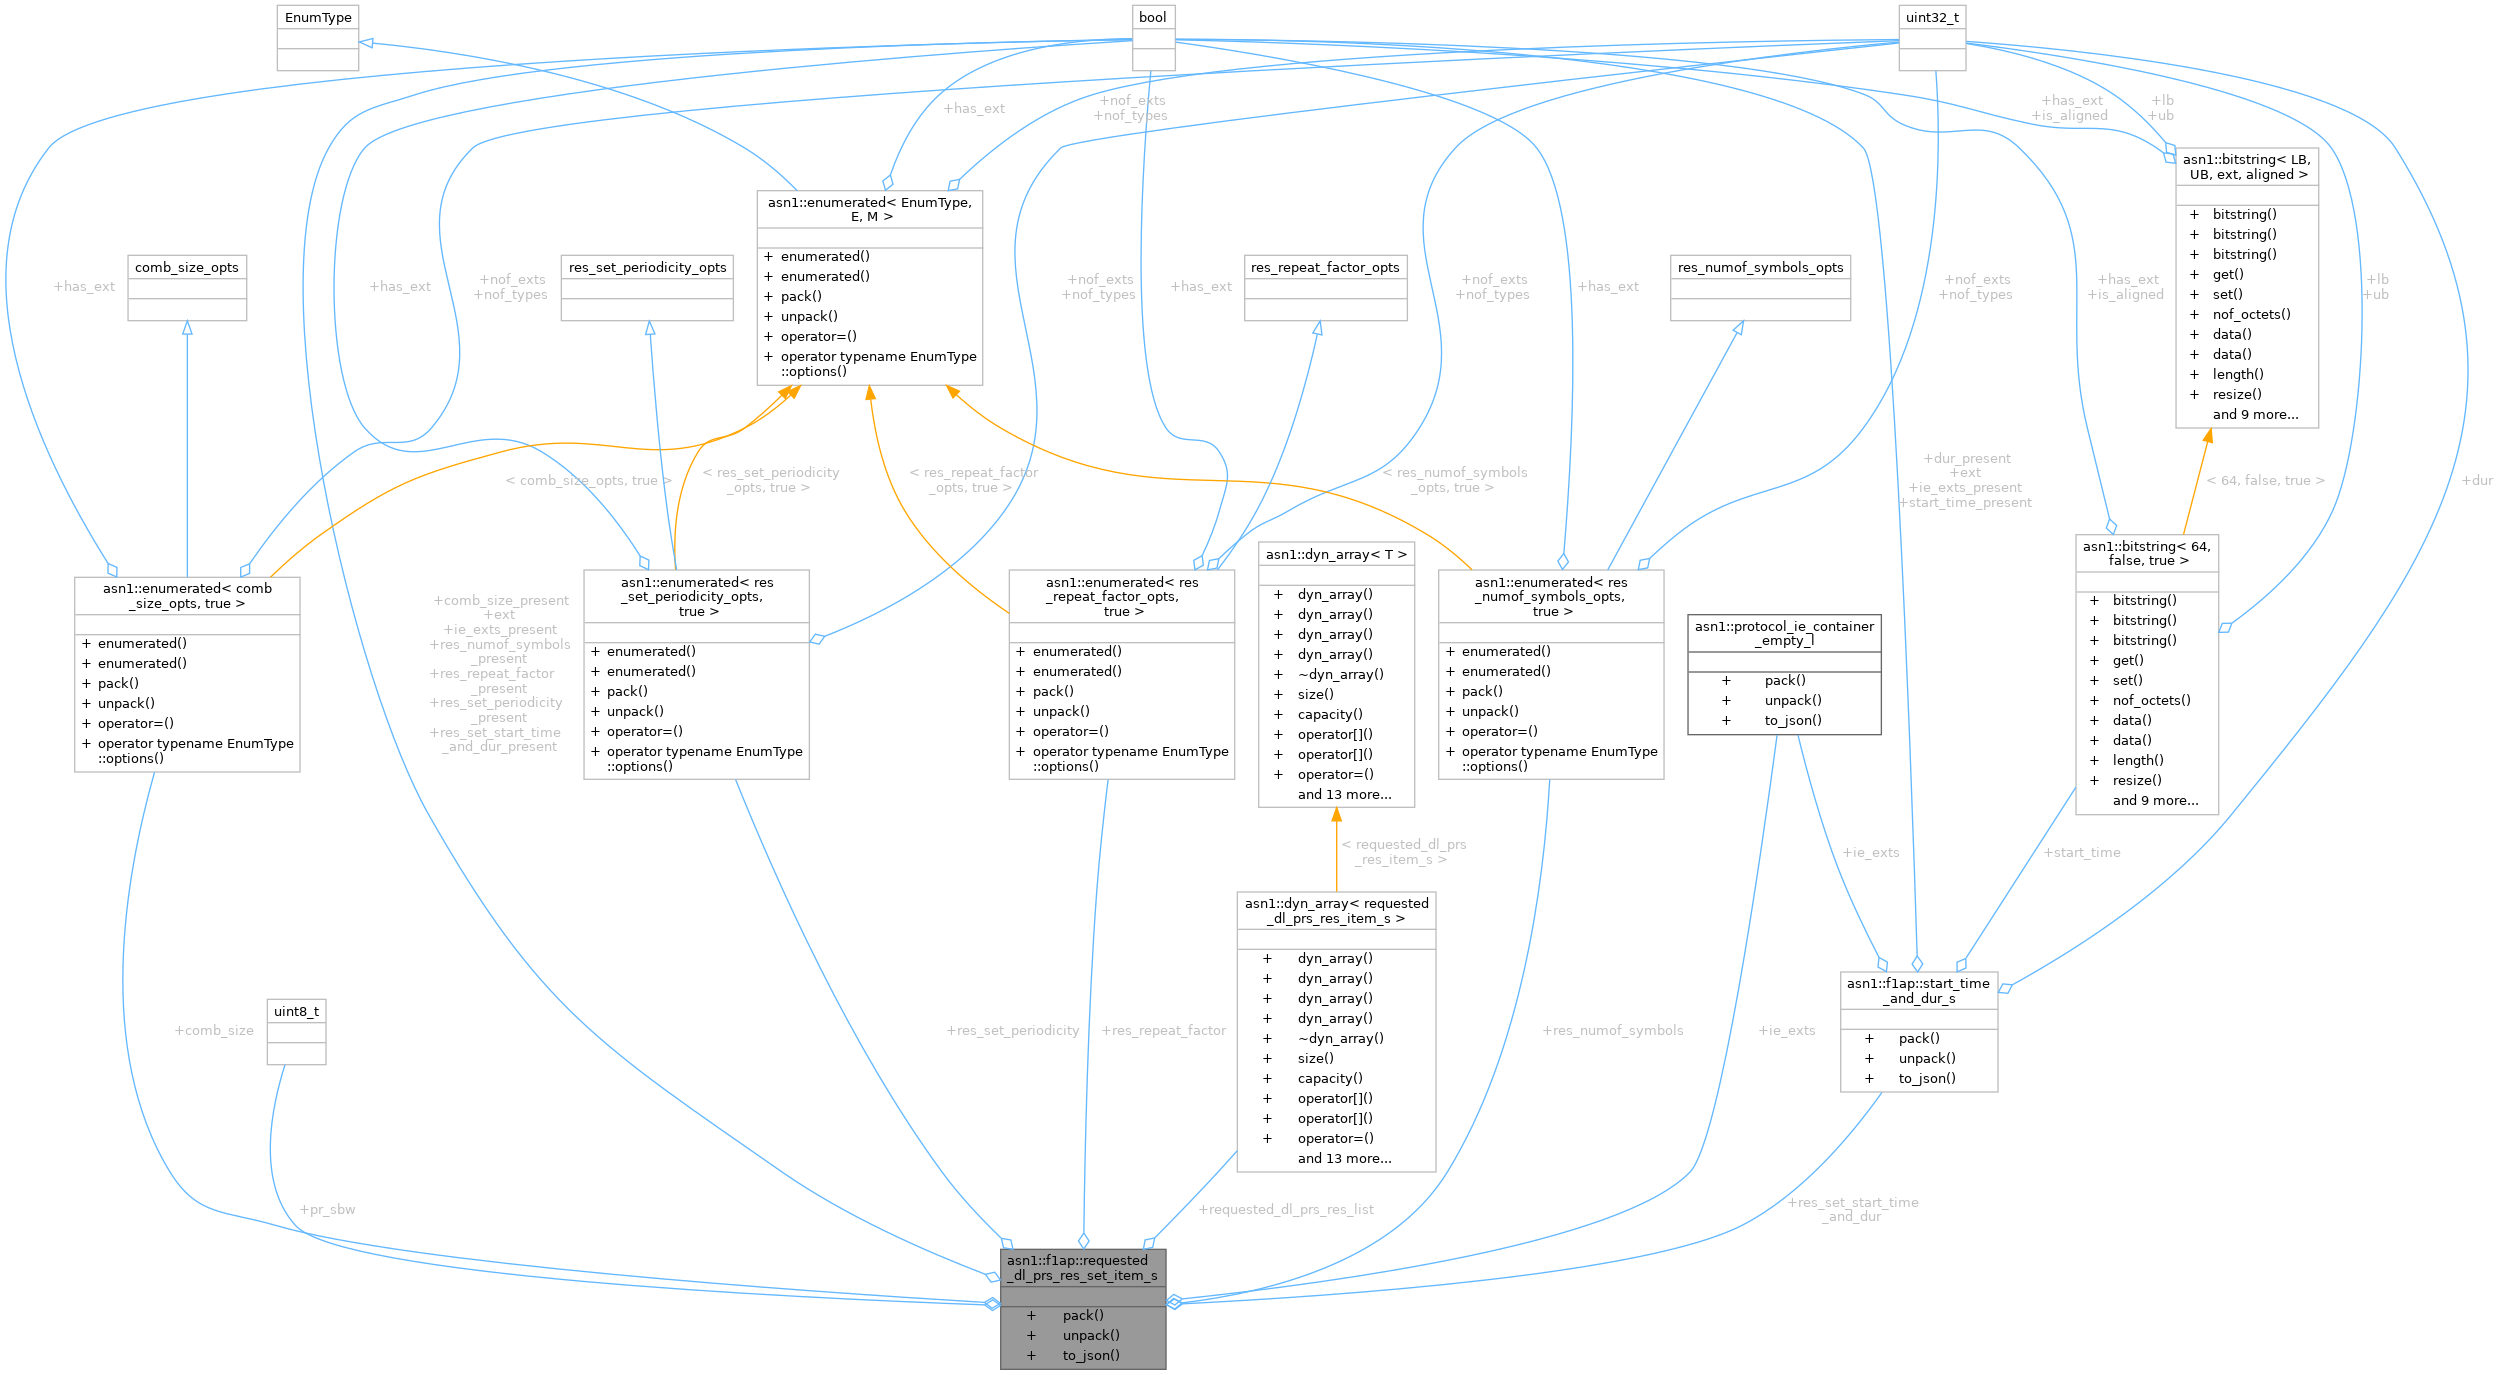 EnumType
bool
uint32_t
+has_ext
+nof_exts
+nof_types
+has_ext
+is_aligned
+lb
+ub
asn1::bitstring< LB,
UB, ext, aligned >
+ bitstring()
+ bitstring()
+ bitstring()
+ get()
+ set()
+ nof_octets()
+ data()
+ data()
+ length()
+ resize()
and 9 more...
asn1::enumerated< EnumType,
E, M >
+ enumerated()
+ enumerated()
+ pack()
+ unpack()
+ operator=()
+ operator typename EnumType
::options()
comb_size_opts
res_set_periodicity_opts
res_repeat_factor_opts
res_numof_symbols_opts
+has_ext
+has_ext
+nof_exts
+nof_types
+nof_exts
+nof_types
+has_ext
+nof_exts
+nof_types
+has_ext
+nof_exts
+nof_types
+has_ext
+is_aligned
+lb
+ub
< comb_size_opts, true >
< res_set_periodicity
_opts, true >
< res_repeat_factor
_opts, true >
< res_numof_symbols
_opts, true >
+dur_present
+ext
+ie_exts_present
+start_time_present
< 64, false, true >
+dur
asn1::enumerated< comb
_size_opts, true >
+ enumerated()
+ enumerated()
+ pack()
+ unpack()
+ operator=()
+ operator typename EnumType
::options()
+comb_size_present
+ext
+ie_exts_present
+res_numof_symbols
_present
+res_repeat_factor
_present
+res_set_periodicity
_present
+res_set_start_time
_and_dur_present
asn1::enumerated< res
_set_periodicity_opts,
true >
+ enumerated()
+ enumerated()
+ pack()
+ unpack()
+ operator=()
+ operator typename EnumType
::options()
asn1::enumerated< res
_repeat_factor_opts,
true >
+ enumerated()
+ enumerated()
+ pack()
+ unpack()
+ operator=()
+ operator typename EnumType
::options()
asn1::dyn_array< T >
+ dyn_array()
+ dyn_array()
+ dyn_array()
+ dyn_array()
+ ~dyn_array()
+ size()
+ capacity()
+ operator[]()
+ operator[]()
+ operator=()
and 13 more...
asn1::enumerated< res
_numof_symbols_opts,
true >
+ enumerated()
+ enumerated()
+ pack()
+ unpack()
+ operator=()
+ operator typename EnumType
::options()
asn1::protocol_ie_container
_empty_l
+ pack()
+ unpack()
+ to_json()
asn1::bitstring< 64,
false, true >
+ bitstring()
+ bitstring()
+ bitstring()
+ get()
+ set()
+ nof_octets()
+ data()
+ data()
+ length()
+ resize()
and 9 more...
< requested_dl_prs
_res_item_s >
+ie_exts
+start_time
asn1::dyn_array< requested
_dl_prs_res_item_s >
+ dyn_array()
+ dyn_array()
+ dyn_array()
+ dyn_array()
+ ~dyn_array()
+ size()
+ capacity()
+ operator[]()
+ operator[]()
+ operator=()
and 13 more...
asn1::f1ap::start_time
_and_dur_s
+ pack()
+ unpack()
+ to_json()
uint8_t
+comb_size
+res_set_periodicity
+res_repeat_factor
+res_numof_symbols
+ie_exts
+pr_sbw
+requested_dl_prs_res_list
+res_set_start_time
_and_dur
asn1::f1ap::requested
_dl_prs_res_set_item_s
+ pack()
+ unpack()
+ to_json()